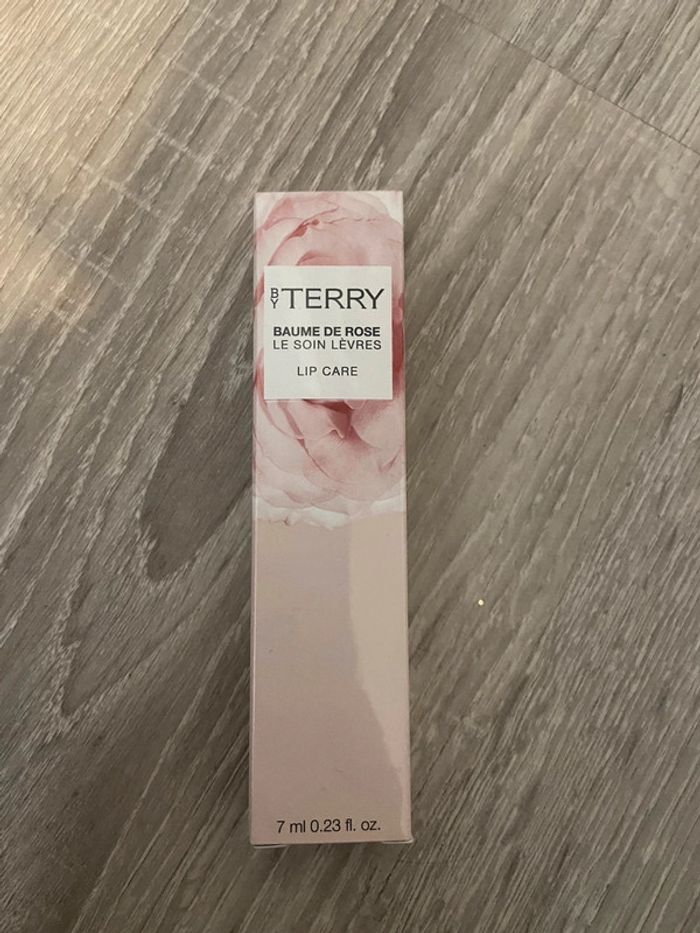 BY TERRY
BAUME DE ROSE
LE SOIN LÈVRES
LIP CARE
7 ml 0.23 fl. oz.